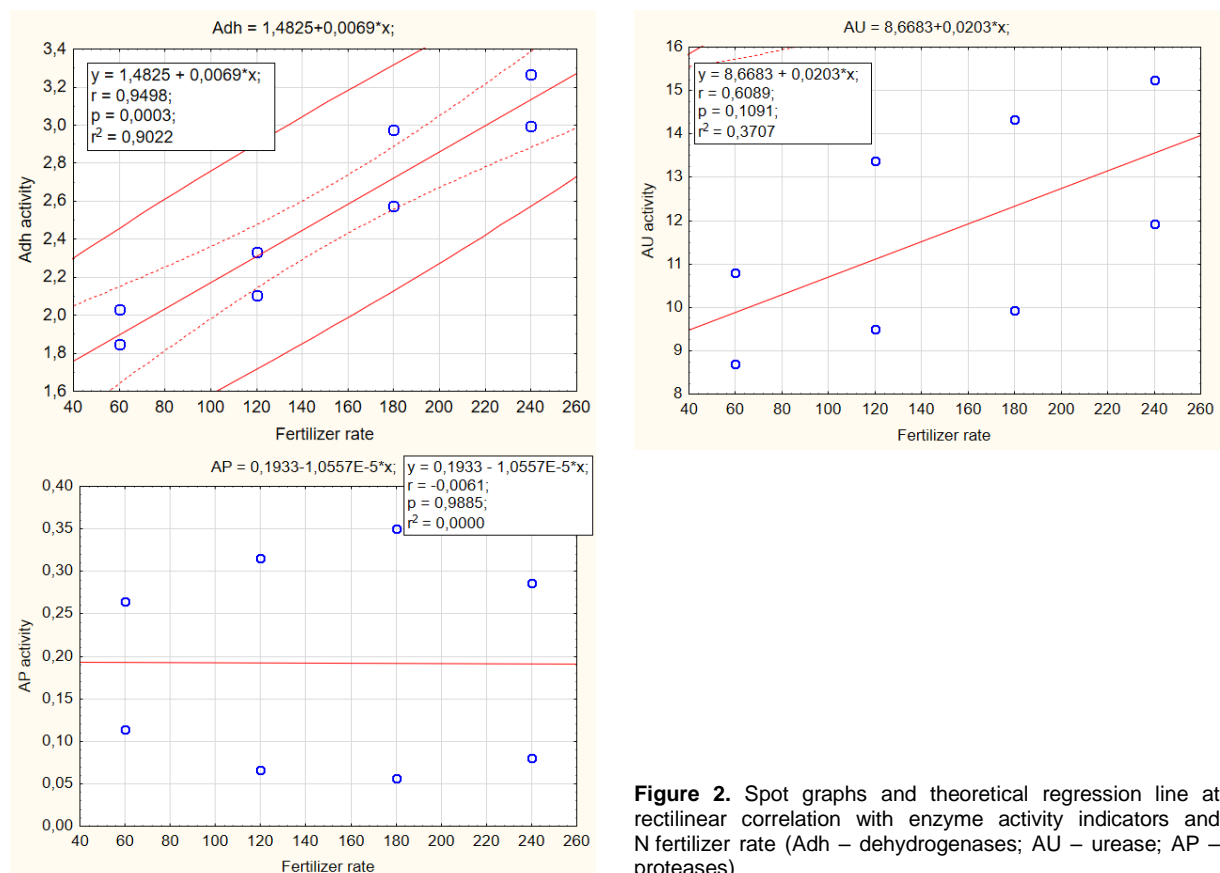 Adh = 1,4825+0,0069*x;
y = 1,4825 + 0,0069*x;
r = 0,9498;
p = 0,0003;
r² = 0,9022
3,4
3,2
3,0
2,8
2,6
2,4
2,2
2,0
1,8
1,6
Adh activity
40 60 80 100 120 140 160 180 200 220 240 260
Fertilizer rate
AU = 8,6683+0,0203*x;
y = 8,6683 + 0,0203*x;
r = 0,6089;
p = 0,1091;
r² = 0,3707
16
15
14
13
12
11
10
9
8
AU activity
40 60 80 100 120 140 160 180 200 220 240 260
Fertilizer rate
AP = 0,1933-1,0557E-5*x;
y = 0,1933 - 1,0557E-5*x;
r = -0,0061;
p = 0,9885;
r² = 0,0000
0,40
0,35
0,30
0,25
0,20
0,15
0,10
0,05
0,00
AP activity
40 60 80 100 120 140 160 180 200 220 240 260
Fertilizer rate
Figure 2. Spot graphs and theoretical regression line at
rectilinear correlation with enzyme activity indicators and
N fertilizer rate (Adh – dehydrogenases; AU – urease; AP –
proteases)